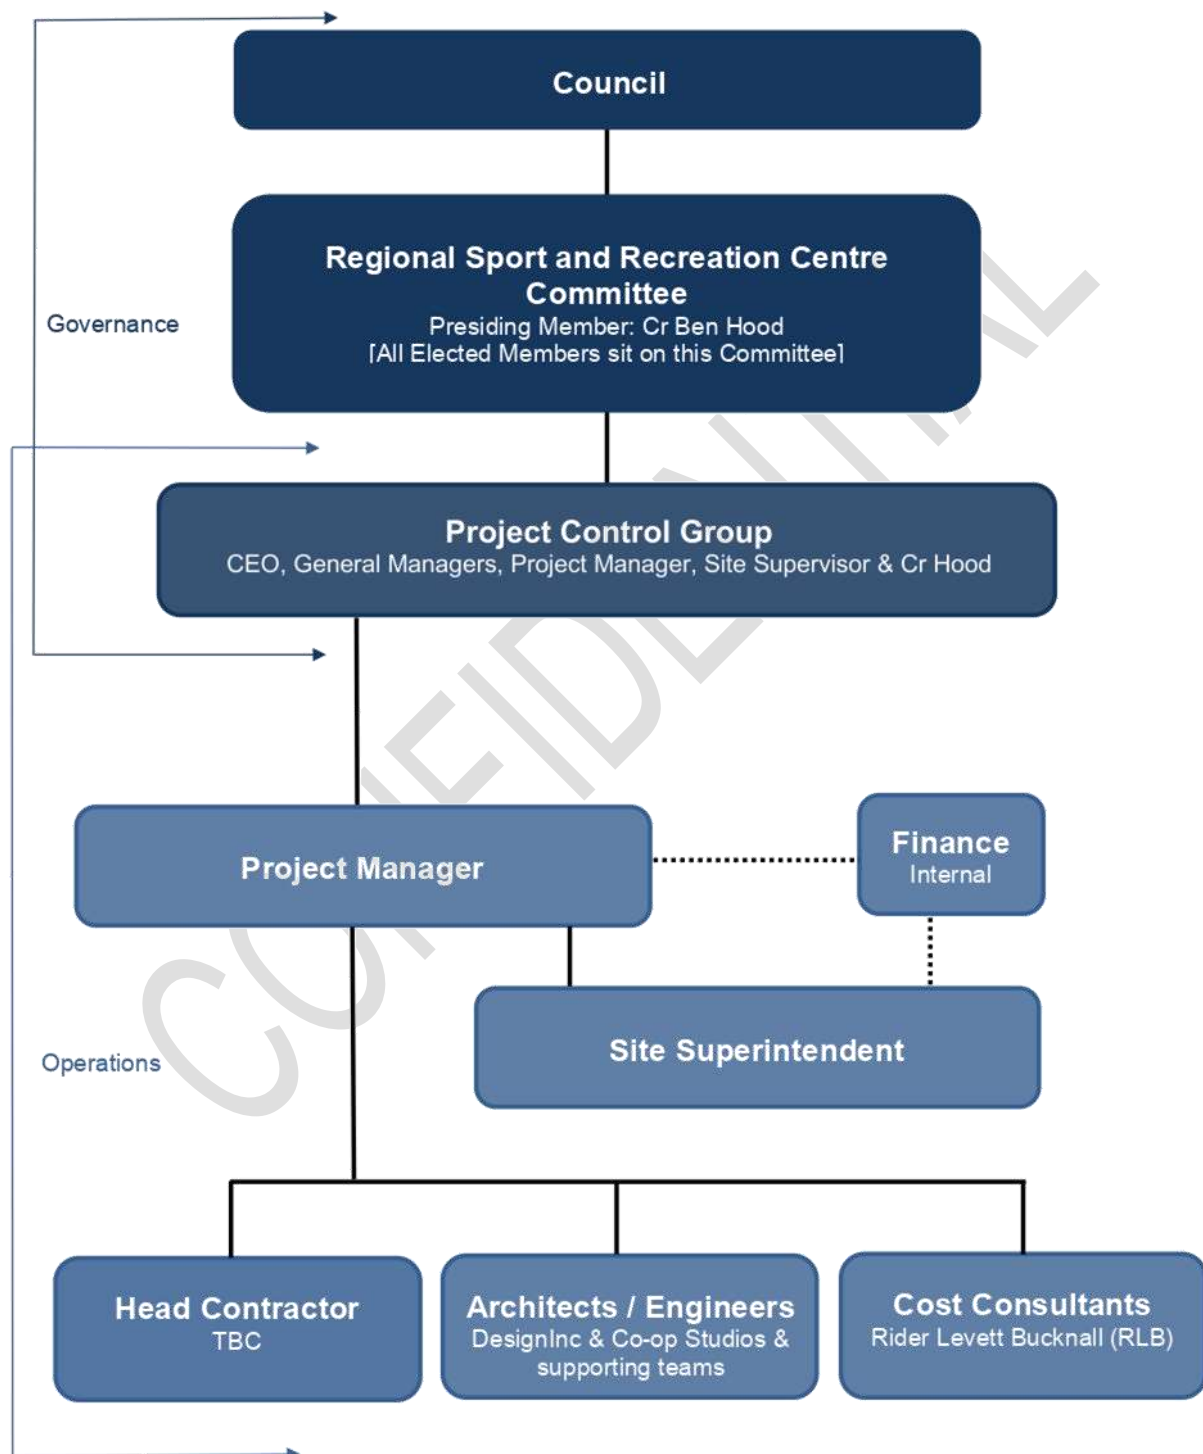 Council
Regional Sport and Recreation Centre
Committee
Presiding Member: Cr Ben Hood
[All Elected Members sit on this Committee]
Governance
Project Control Group
CEO, General Managers, Project Manager, Site Supervisor & Cr Hood
Project Manager
Finance
Internal
Site Superintendent
Operations
Head Contractor
TBC
Architects / Engineers
DesignInc & Co-op Studios &
supporting teams
Cost Consultants
Rider Levett Bucknall (RLB)
CONFIDENTIAL